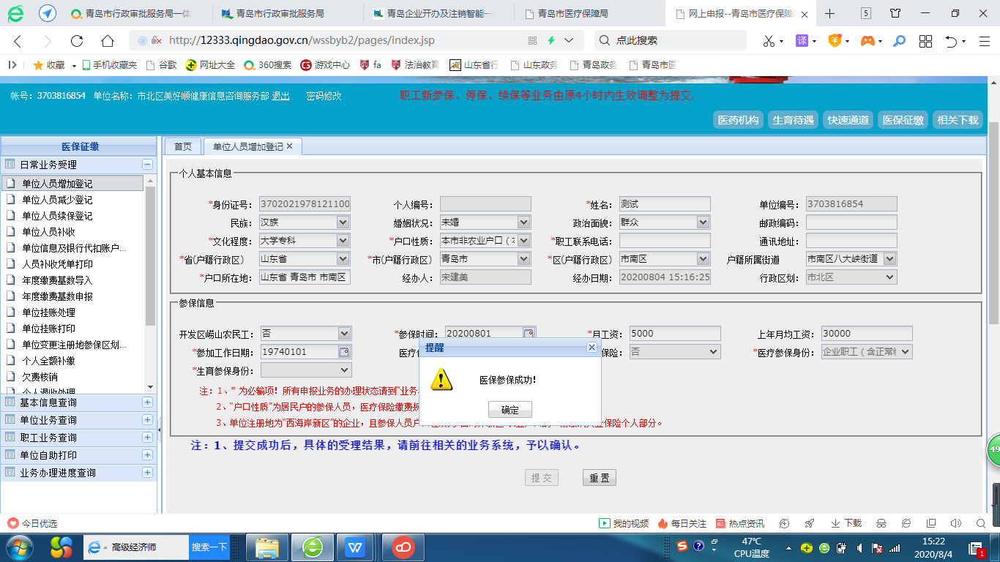 青岛市行政审批服务局一体
青岛市行政审批服务局
青岛企业开办及注销智能一
青岛市医疗保障局
网上申报--青岛市医疗保障
5
http://12333.qingdao.gov.cn/wssbyb2/pages/index.jsp
点此搜索
译
收藏
手机收藏夹
谷歌
网址大全
360搜索
游戏中心
fa
法治教育
山东省行
山东政务
青岛政务
青岛市医
帐号：3703816854 单位名称：市北区美好顺健康信息咨询服务部 退出 密码修改
职工新参保、停保、续保等业务由原4小时内生效调整为提交.
医药机构 生育待遇 快速通道 医保征缴 相关下载
医保征缴
日常业务受理
单位人员增加登记
单位人员减少登记
单位人员续保登记
单位人员补收
单位信息及银行代扣账户...
人员补收凭单打印
年度缴费基数导入
年度缴费基数申报
单位挂账处理
单位挂账打印
单位变更注册地参保区划...
个人全额补缴
欠费核销
个人退收处理
基本信息查询
单位业务查询
职工业务查询
单位自助打印
业务办理进度查询
首页 单位人员增加登记
个人基本信息
*身份证号： 3702021978121100 个人编号： *姓名： 测试 单位编号： 3703816854
民族： 汉族 婚姻状况： 未婚 政治面貌： 群众 邮政编码：
*文化程度： 大学专科 *户口性质： 本市非农业户口（ *职工联系电话： 通讯地址：
*省(户籍行政区) 山东省 *市(户籍行政区) 青岛市 *区(户籍行政区) 市南区 户籍所属街道 市南区八大峡街道
*户口所在地： 山东省 青岛市 市南区 经办人： 宋建美 经办日期： 20200804 15:16:25 行政区划： 市北区
参保信息
开发区崂山农民工： 否 *参保时间： 20200801 *月工资： 5000 上年月均工资： 30000
*参加工作日期： 19740101 医疗 保险： 否 *医疗参保身份： 企业职工（含正常
*生育参保身份：
提醒
医保参保成功!
确定
注：1、* 为必输项！所有申报业务的办理状态请到“业务
2、“户口性质”为居民户的参保人员，医疗保险缴费
3、单位注册地为“西海岸新区”的企业，且参保人员户 保险个人部分。
注：1、提交成功后，具体的受理结果，请前往相关的业务系统，予以确认。
提 交 重 置
49
今日优选
我的视频
每日关注
热点资讯
下载
高级经济师
搜索一下
47℃
CPU温度
15:22
2020/8/4
1